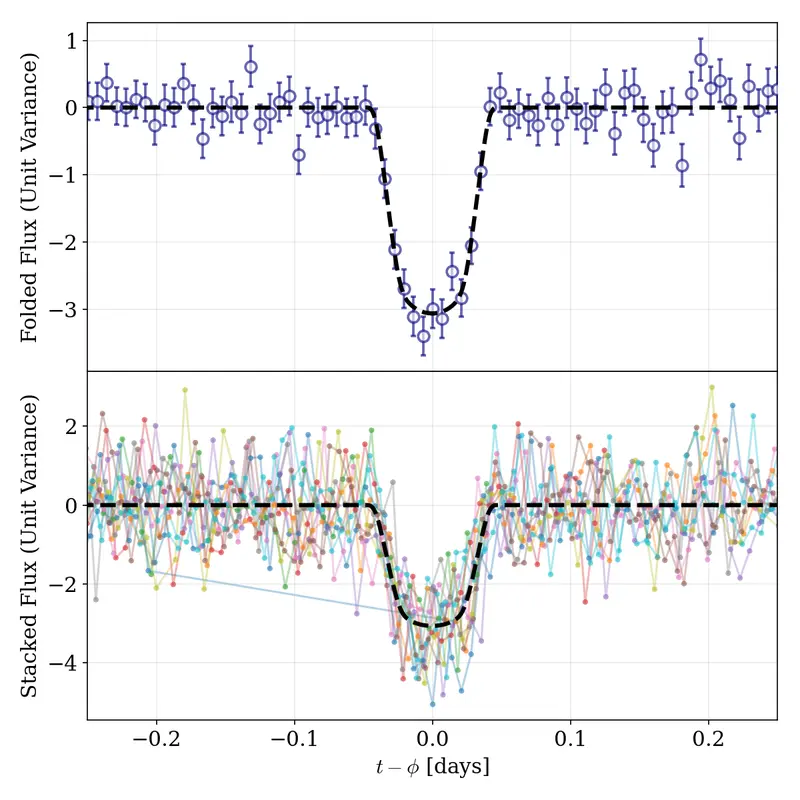 Folded Flux (Unit Variance)
1
0
−1
−2
−3
Stacked Flux (Unit Variance)
2
0
−2
−4
−0.2 −0.1 0.0 0.1 0.2
t − ϕ [days]